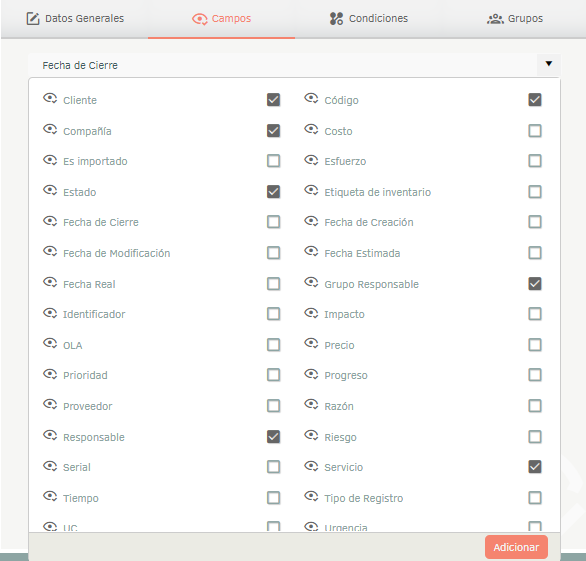 Datos Generales Campos Condiciones Grupos
Fecha de Cierre
Cliente Código
Compañía Costo
Es importado Esfuerzo
Estado Etiqueta de inventario
Fecha de Cierre Fecha de Creación
Fecha de Modificación Fecha Estimada
Fecha Real Grupo Responsable
Identificador Impacto
OLA Precio
Prioridad Progreso
Proveedor Razón
Responsable Riesgo
Serial Servicio
Tiempo Tipo de Registro
UC Urgencia
Adicionar